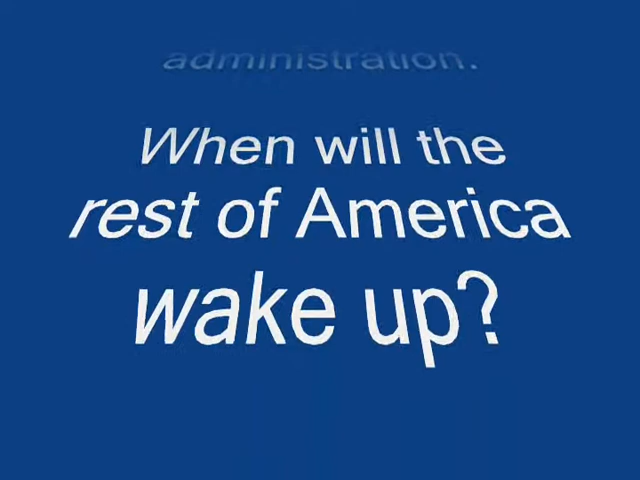 administration.
When will the
rest of America
wake up?